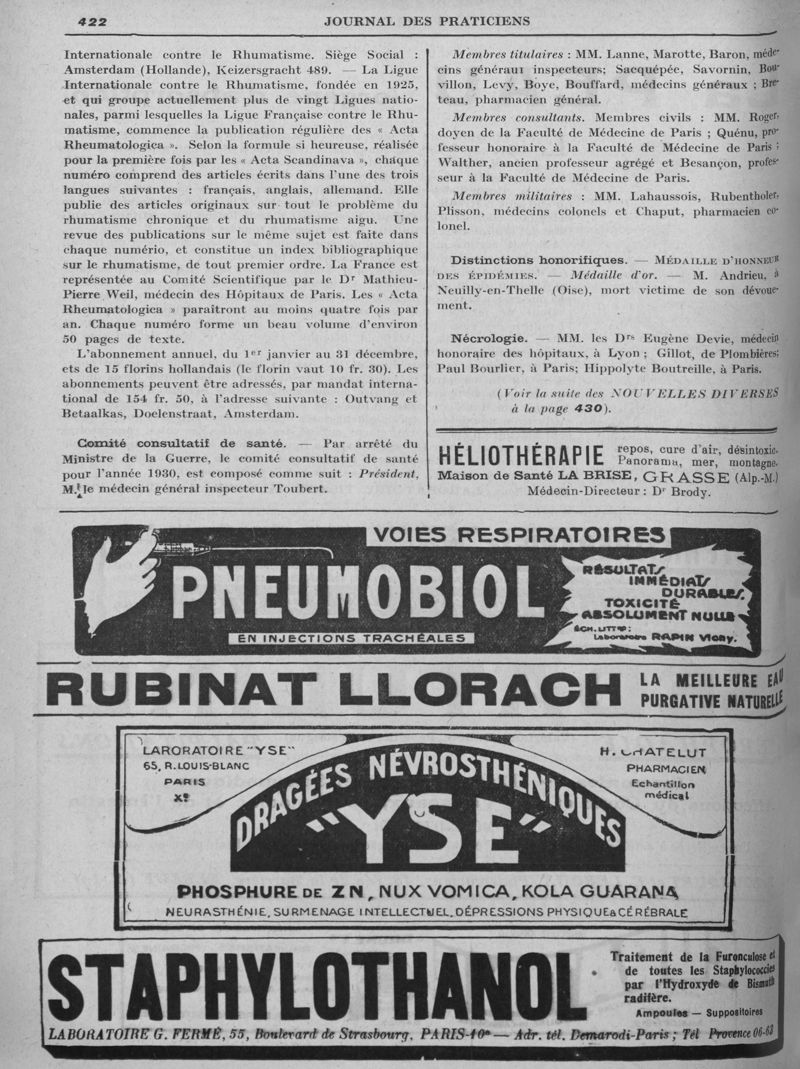 422
JOURNAL DES PRATICIENS
Internationale contre le Rhumatisme. Siège Social :
Amsterdam (Hollande), Keizersgracht 489. — La Ligue
Internationale contre le Rhumatisme, fondée en 1925,
et qui groupe actuellement plus de vingt Ligues natio-
nales, parmi lesquelles la Ligue Française contre le Rhu-
matisme, commence la publication régulière des « Acta
Rheumatologica ». Selon la formule si heureuse, réalisée
pour la première fois par les « Acta Scandinava », chaque
numéro comprend des articles écrits dans l'une des trois
langues suivantes : français, anglais, allemand. Elle
publie des articles originaux sur tout le problème du
rhumatisme chronique et du rhumatisme aigu. Une
revue des publications sur le même sujet est faite dans
chaque numério, et constitue un index bibliographique
sur le rhumatisme, de tout premier ordre. La France est
représentée au Comité Scientifique par le Dr Mathieu-
Pierre Weil, médecin des Hôpitaux de Paris. Les « Acta
Rheumatologica » paraîtront au moins quatre fois par
an. Chaque numéro forme un beau volume d'environ
50 pages de texte.
L'abonnement annuel, du 1er janvier au 31 décembre,
ets de 15 florins hollandais (le florin vaut 10 fr. 30). Les
abonnements peuvent être adressés, par mandat interna-
tional de 154 fr. 50, à l'adresse suivante : Outvang et
Betaalkas, Doelenstraat, Amsterdam.
Comité consultatif de santé. — Par arrêté du
Ministre de la Guerre, le comité consultatif de santé
pour l'année 1930, est composé comme suit : Président,
M. le médecin général inspecteur Toubert.
Membres titulaires : MM. Lanne, Marotte, Baron, méde-
cins généraux inspecteurs; Sacquépée, Savornin, Bou-
villon, Levy, Boye, Bouffard, médecins généraux ; Bre-
teau, pharmacien général.
Membres consultants. Membres civils : MM. Roger,
doyen de la Faculté de Médecine de Paris ; Quénu, pro-
fesseur honoraire à la Faculté de Médecine de Paris ;
Walther, ancien professeur agrégé et Besançon, profes-
seur à la Faculté de Médecine de Paris.
Membres militaires : MM. Lahaussois, Rubentholer,
Plisson, médecins colonels et Chaput, pharmacien co-
lonel.
Distinctions honorifiques. — MÉDAILLE D'HONNEUR
DES ÉPIDÉMIES. — Médaille d'or. — M. Andrieu, à
Neuilly-en-Thelle (Oise), mort victime de son dévoue-
ment.
Nécrologie. — MM. les Drs Eugène Devie, médecin
honoraire des hôpitaux, à Lyon ; Gillot, de Plombières;
Paul Bourlier, à Paris; Hippolyte Boutreille, à Paris.
(Voir la suite des NOUVELLES DIVERSES
à la page 430).
HÉLIOTHÉRAPIE repos, cure d'air, désintoxic.
Panorama, mer, montagne.
Maison de Santé LA BRISE, GRASSE (Alp.-M.)
Médecin-Directeur : Dr Brody.
VOIES RESPIRATOIRES
PNEUMOBIOL
EN INJECTIONS TRACHÉALES
RÉSULTATS
IMMÉDIATS
DURABLES.
TOXICITÉ
ABSOLUMENT NULLE
ÉCH. LITTre :
Laboratoire RAPIN Vichy.
RUBINAT LLORACH
LA MEILLEURE EAU
PURGATIVE NATURELLE
LARORATOIRE "YSE"
65, R. LOUIS-BLANC
PARIS
Xe
H. CHATELUT
PHARMACIEN
Echantillon
médical
DRAGÉES NÉVROSTHÉNIQUES
"YSE"
PHOSPHURE DE ZN, NUX VOMICA, KOLA GUARANA
NEURASTHÉNIE, SURMENAGE INTELLECTUEL, DÉPRESSIONS PHYSIQUE & CÉRÉBRALE
STAPHYLOTHANOL
Traitement de la Furonculose et
de toutes les Staphylococcies
par l'Hydroxyde de Bismuth
radifère.
Ampoules — Suppositoires
LABORATOIRE G. FERMÉ, 55, Boulevard de Strasbourg, PARIS-10e — Adr. tél. Demarodi-Paris ; Tél Provence 06-63